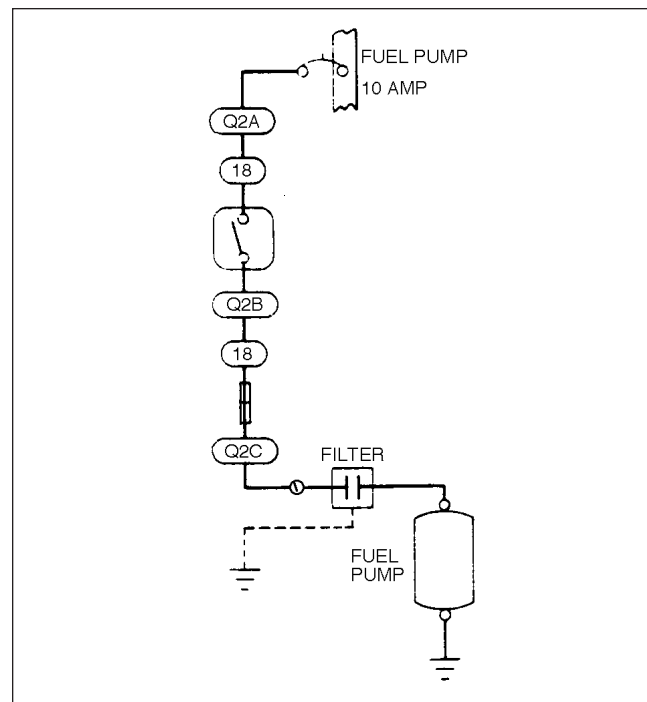 FUEL PUMP
10 AMP
Q2A
18
Q2B
18
Q2C
FILTER
FUEL
PUMP